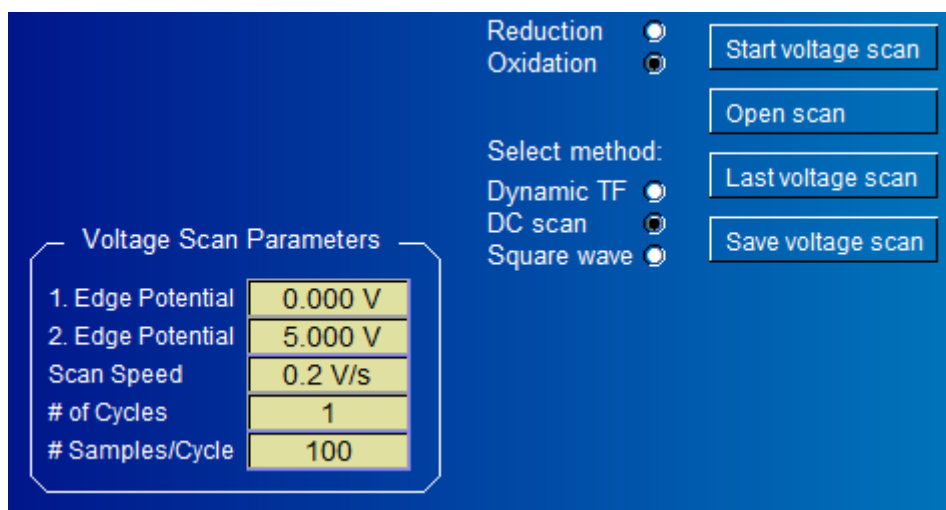 Reduction
Oxidation
Start voltage scan
Open scan
Select method:
Dynamic TF
DC scan
Square wave
Last voltage scan
Save voltage scan
Voltage Scan Parameters
1. Edge Potential 0.000 V
2. Edge Potential 5.000 V
Scan Speed 0.2 V/s
# of Cycles 1
# Samples/Cycle 100